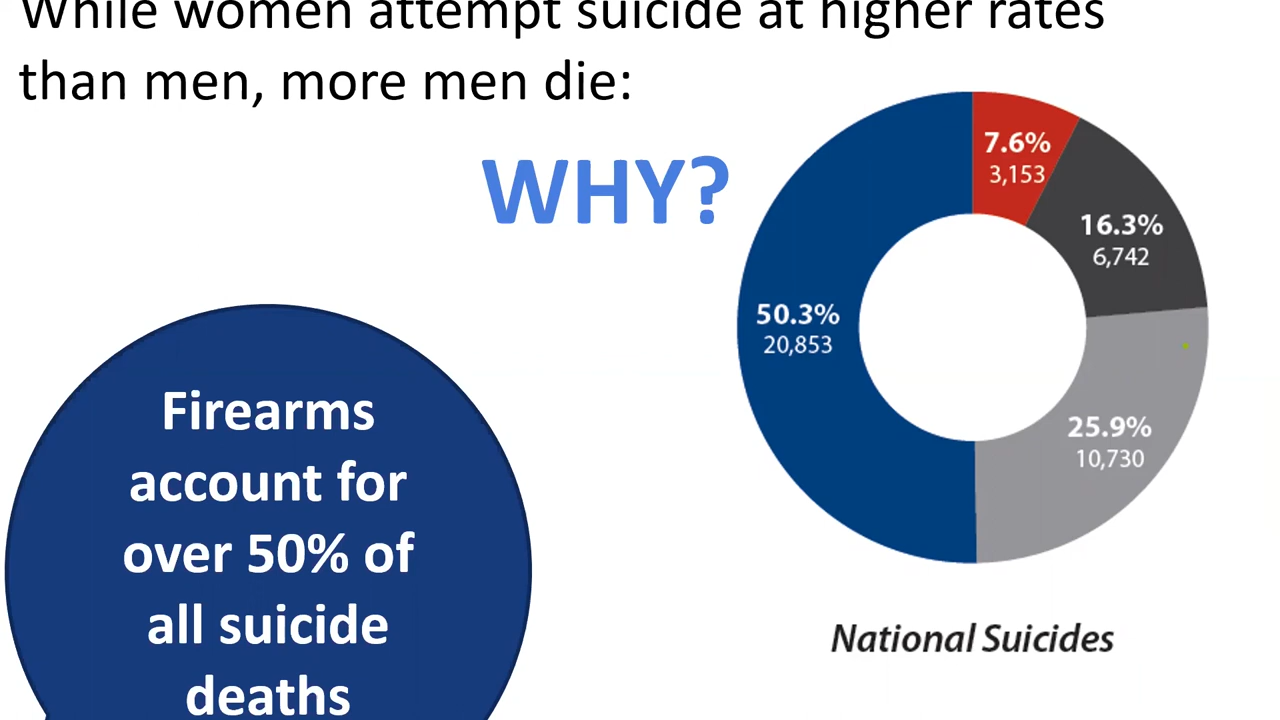 While women attempt suicide at higher rates
than men, more men die:
WHY?
7.6%
3,153
16.3%
6,742
50.3%
20,853
25.9%
10,730
Firearms
account for
over 50% of
all suicide
deaths
National Suicides